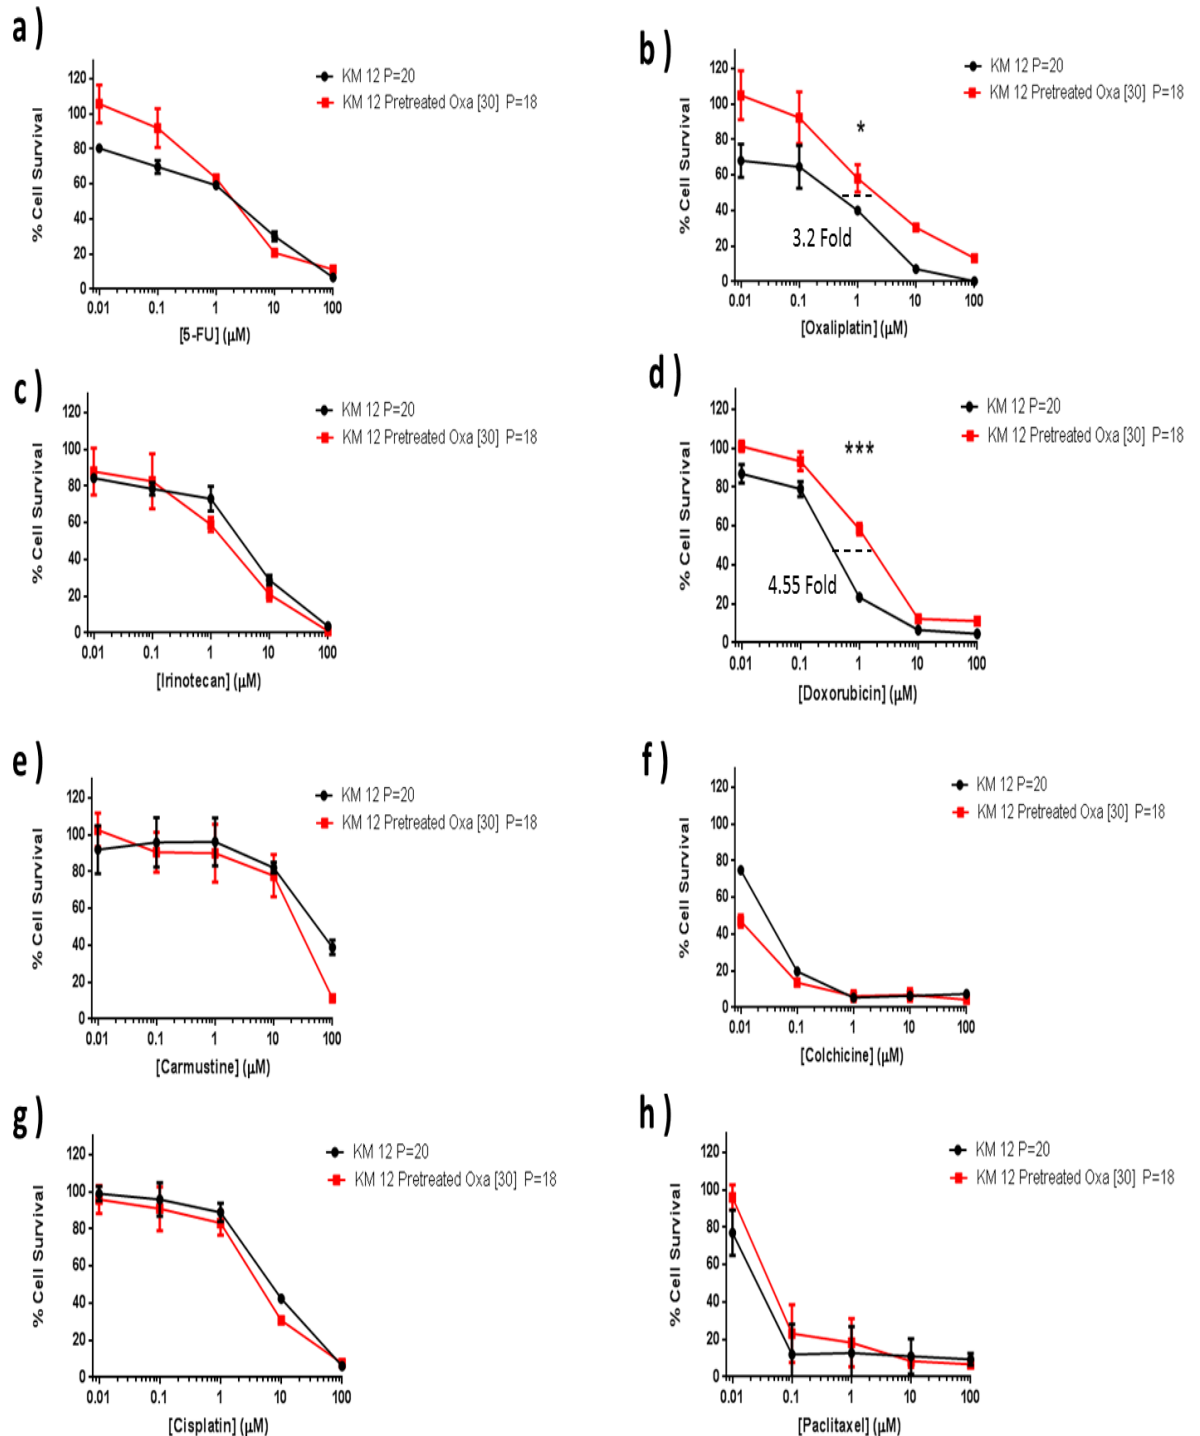 a )
KM 12 P=20
KM 12 Pretreated Oxa [30] P=18
% Cell Survival
120
100
80
60
40
20
0
0.01 0.1 1 10 100
[5-FU] (µM)
b )
KM 12 P=20
KM 12 Pretreated Oxa [30] P=18
% Cell Survival
120
100
80
60
40
20
0
*
3.2 Fold
0.01 0.1 1 10 100
[Oxaliplatin] (µM)
c )
KM 12 P=20
KM 12 Pretreated Oxa [30] P=18
% Cell Survival
120
100
80
60
40
20
0
0.01 0.1 1 10 100
[Irinotecan] (µM)
d )
KM 12 P=20
KM 12 Pretreated Oxa [30] P=18
% Cell Survival
120
100
80
60
40
20
0
***
4.55 Fold
0.01 0.1 1 10 100
[Doxorubicin] (µM)
e )
KM 12 P=20
KM 12 Pretreated Oxa [30] P=18
% Cell Survival
120
100
80
60
40
20
0
0.01 0.1 1 10 100
[Carmustine] (µM)
f )
KM 12 P=20
KM 12 Pretreated Oxa [30] P=18
% Cell Survival
120
100
80
60
40
20
0
0.01 0.1 1 10 100
[Colchicine] (µM)
g )
KM 12 P=20
KM 12 Pretreated Oxa [30] P=18
% Cell Survival
120
100
80
60
40
20
0
0.01 0.1 1 10 100
[Cisplatin] (µM)
h )
KM 12 P=20
KM 12 Pretreated Oxa [30] P=18
% Cell Survival
120
100
80
60
40
20
0
0.01 0.1 1 10 100
[Paclitaxel] (µM)